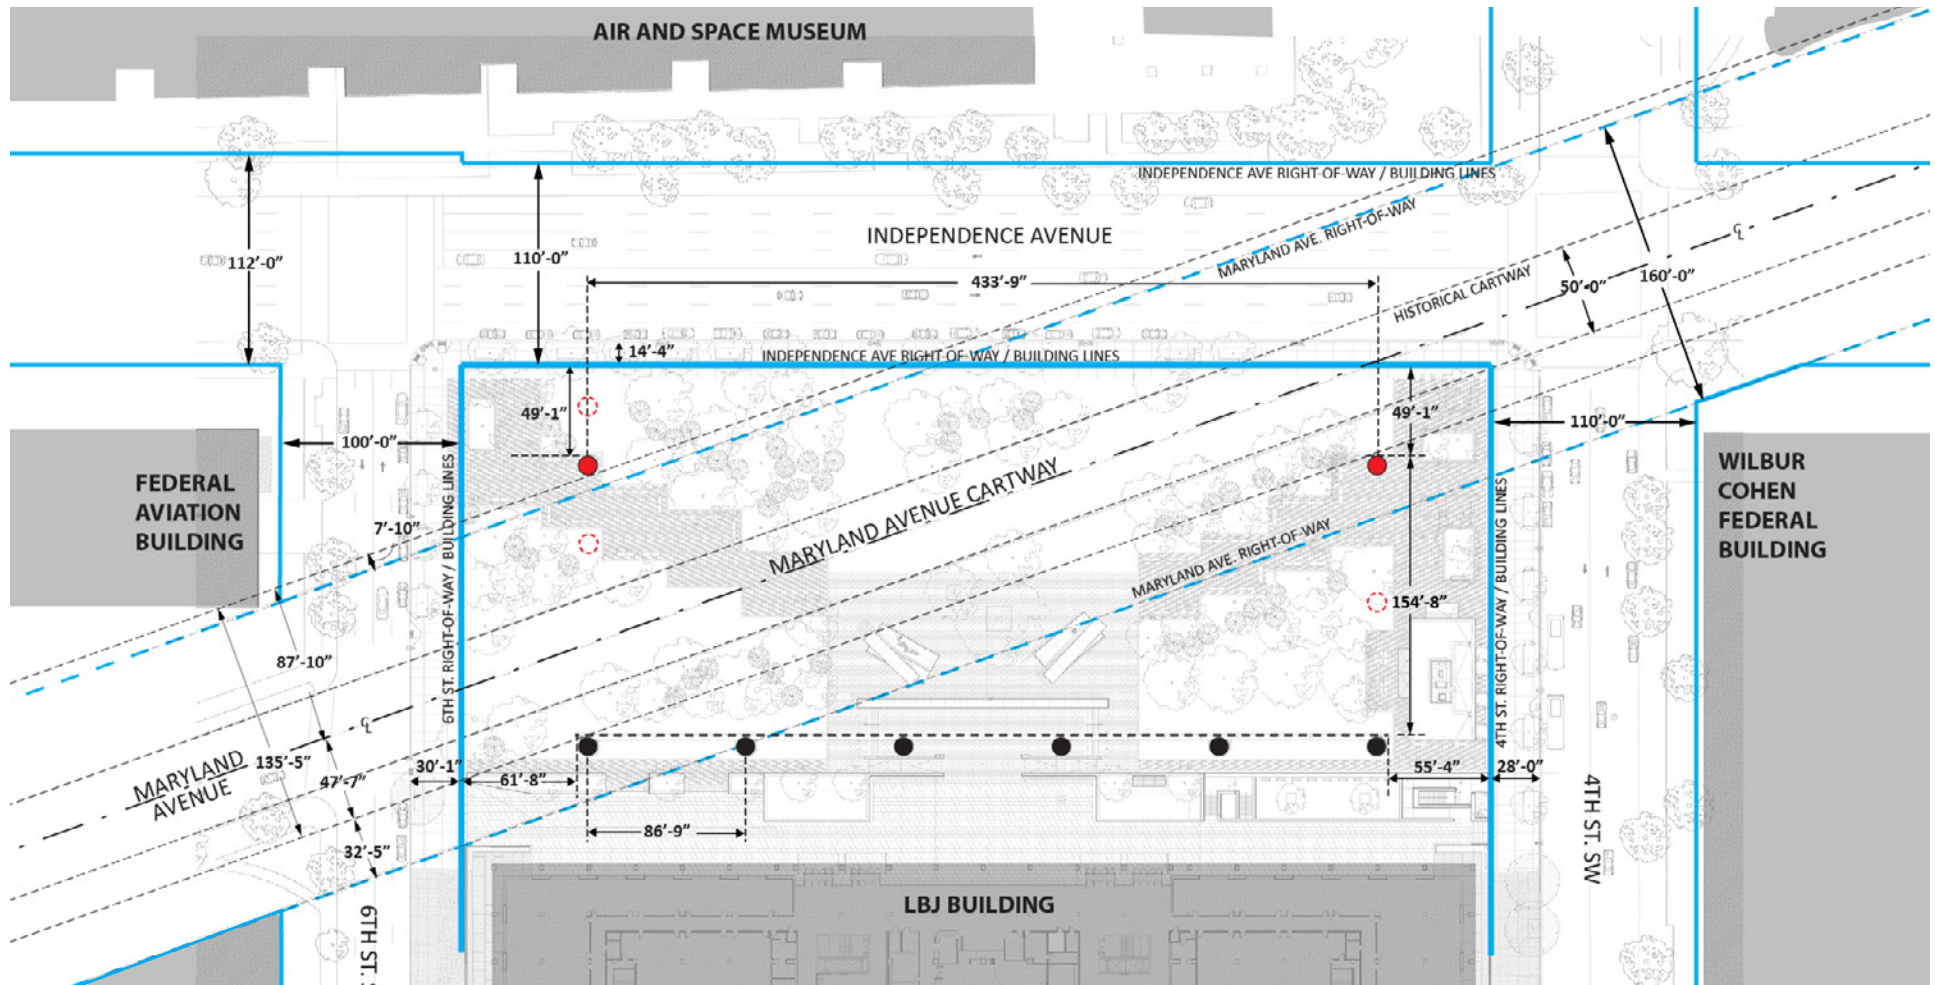 AIR AND SPACE MUSEUM
INDEPENDENCE AVE RIGHT-OF-WAY / BUILDING LINES
MARYLAND AVE. RIGHT-OF-WAY
INDEPENDENCE AVENUE
112'-0"
110'-0"
433'-9"
HISTORICAL CARTWAY
50'-0"
160'-0"
℄
14'-4"
INDEPENDENCE AVE RIGHT-OF-WAY / BUILDING LINES
49'-1"
49'-1"
100'-0"
110'-0"
FEDERAL
AVIATION
BUILDING
WILBUR
COHEN
FEDERAL
BUILDING
7'-10"
6TH ST. RIGHT-OF-WAY / BUILDING LINES
MARYLAND AVENUE CARTWAY
MARYLAND AVE. RIGHT-OF-WAY
154'-8"
4TH ST. RIGHT-OF-WAY / BUILDING LINES
87'-10"
℄
MARYLAND
AVENUE
135'-5"
47'-7"
30'-1"
61'-8"
55'-4"
28'-0"
86'-9"
32'-5"
4TH ST. SW
LBJ BUILDING
6TH ST.